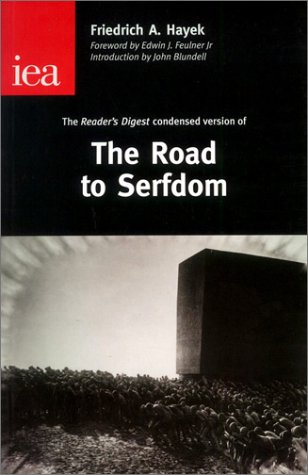 Friedrich A. Hayek
Foreword by Edwin J. Feulner Jr
Introduction by John Blundell
iea
The Reader's Digest condensed version of
The Road
to Serfdom